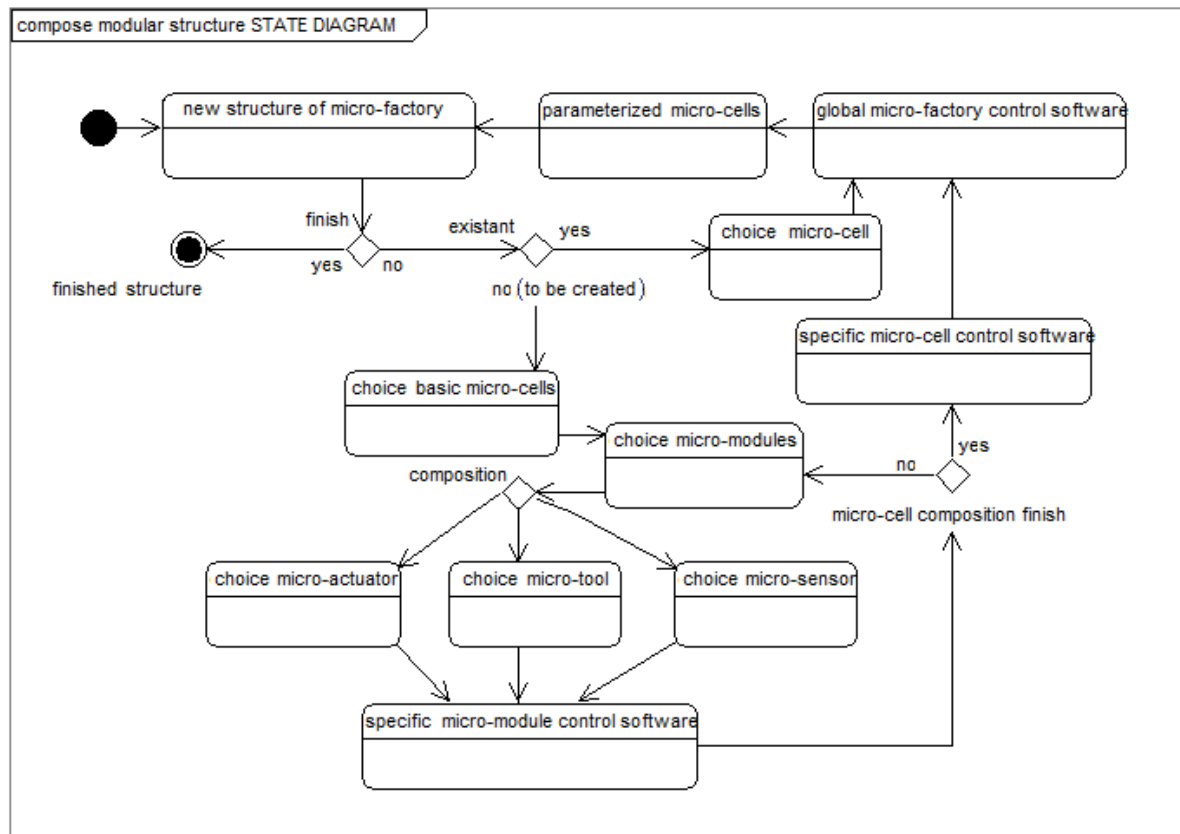 compose modular structure STATE DIAGRAM
new structure of micro-factory
parameterized micro-cells
global micro-factory control software
finish
existant
yes
choice micro-cell
yes
no
finished structure
no (to be created)
specific micro-cell control software
choice basic micro-cells
choice micro-modules
yes
no
composition
micro-cell composition finish
choice micro-actuator
choice micro-tool
choice micro-sensor
specific micro-module control software